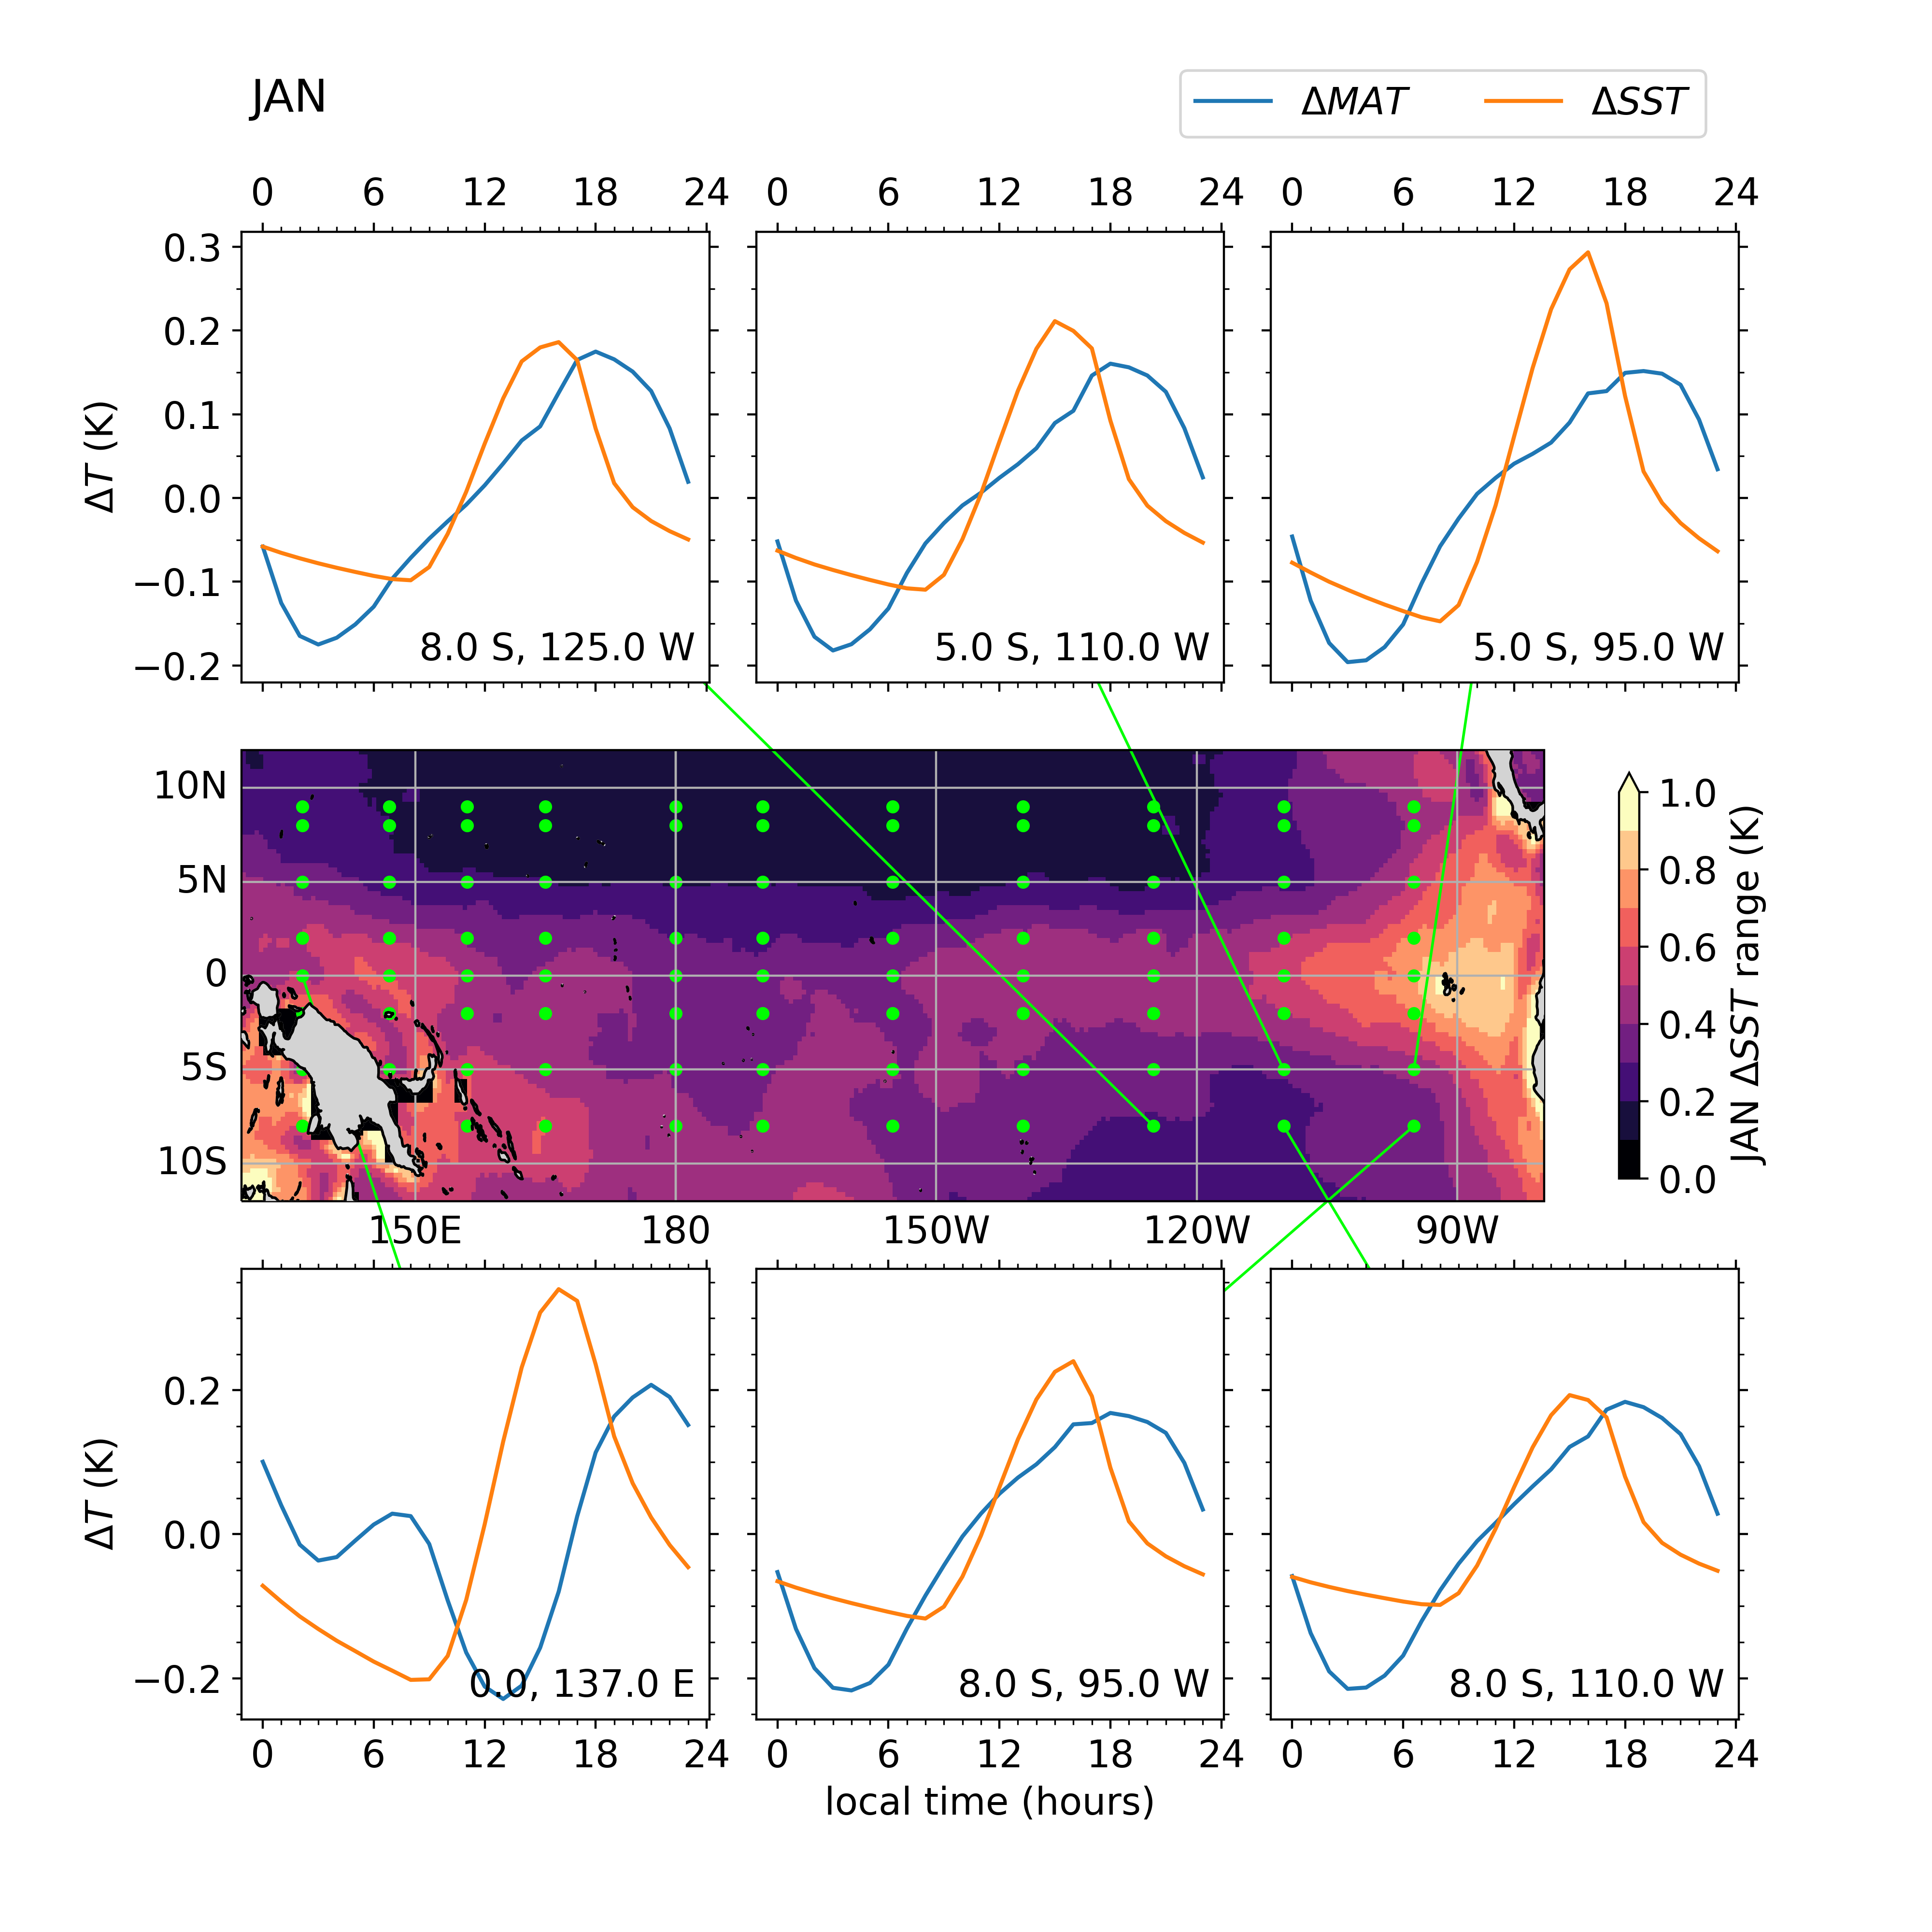 JAN
ΔMAT ΔSST
0 6 12 18 24 0 6 12 18 24 0 6 12 18 24
0.3
0.2
0.1
0.0
−0.1
−0.2
ΔT (K)
8.0 S, 125.0 W
5.0 S, 110.0 W
5.0 S, 95.0 W
10N
5N
0
5S
10S
150E 180 150W 120W 90W
1.0
0.8
0.6
0.4
0.2
0.0
JAN ΔSST range (K)
0.2
0.0
−0.2
ΔT (K)
0.0, 137.0 E
8.0 S, 95.0 W
8.0 S, 110.0 W
0 6 12 18 24 0 6 12 18 24 0 6 12 18 24
local time (hours)